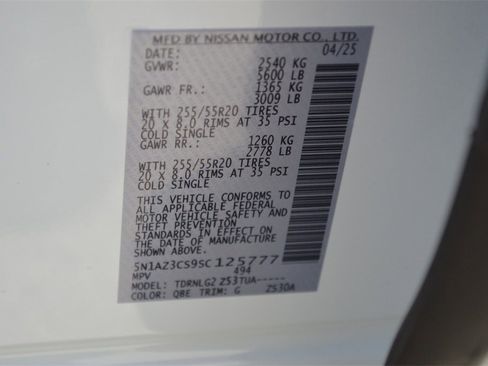 MFD BY NISSAN MOTOR CO., LTD.
DATE: 04/25
GVWR: 2540 KG
5600 LB
GAWR FR.: 1365 KG
3009 LB
WITH 255/55R20 TIRES
20 X 8.0 RIMS AT 35 PSI
COLD SINGLE
GAWR RR.: 1260 KG
2778 LB
WITH 255/55R20 TIRES
20 X 8.0 RIMS AT 35 PSI
COLD SINGLE
THIS VEHICLE CONFORMS TO
ALL APPLICABLE FEDERAL
MOTOR VEHICLE SAFETY AND
THEFT PREVENTION
STANDARDS IN EFFECT ON
THE DATE OF MANUFACTURE
SHOWN ABOVE.
5N1AZ3CS9SC125777
MPV 494
MODEL: TDRNLG2 Z53TUA-----
COLOR: QBE TRIM: G Z530A